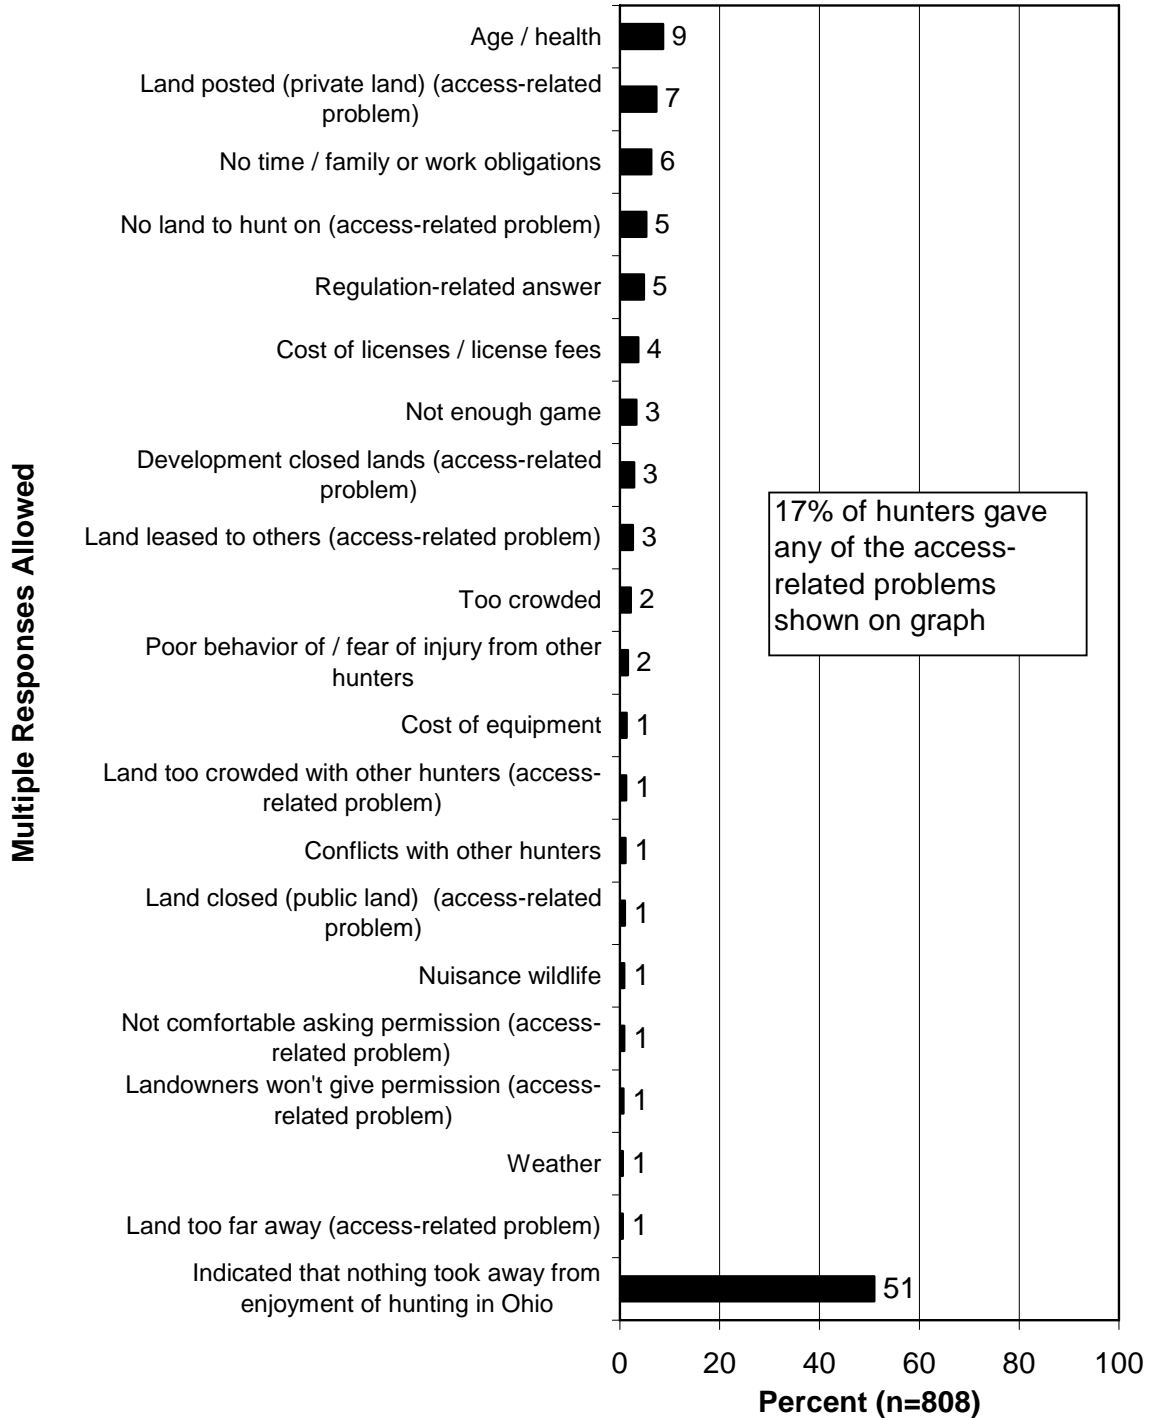 Multiple Responses Allowed
Age / health 9
Land posted (private land) (access-related
problem) 7
No time / family or work obligations 6
No land to hunt on (access-related problem) 5
Regulation-related answer 5
Cost of licenses / license fees 4
Not enough game 3
Development closed lands (access-related
problem) 3
Land leased to others (access-related problem) 3
Too crowded 2
Poor behavior of / fear of injury from other
hunters 2
Cost of equipment 1
Land too crowded with other hunters (access-
related problem) 1
Conflicts with other hunters 1
Land closed (public land)  (access-related
problem) 1
Nuisance wildlife 1
Not comfortable asking permission (access-
related problem) 1
Landowners won't give permission (access-
related problem) 1
Weather 1
Land too far away (access-related problem) 1
Indicated that nothing took away from
enjoyment of hunting in Ohio 51
17% of hunters gave
any of the access-
related problems
shown on graph
0 20 40 60 80 100
Percent (n=808)